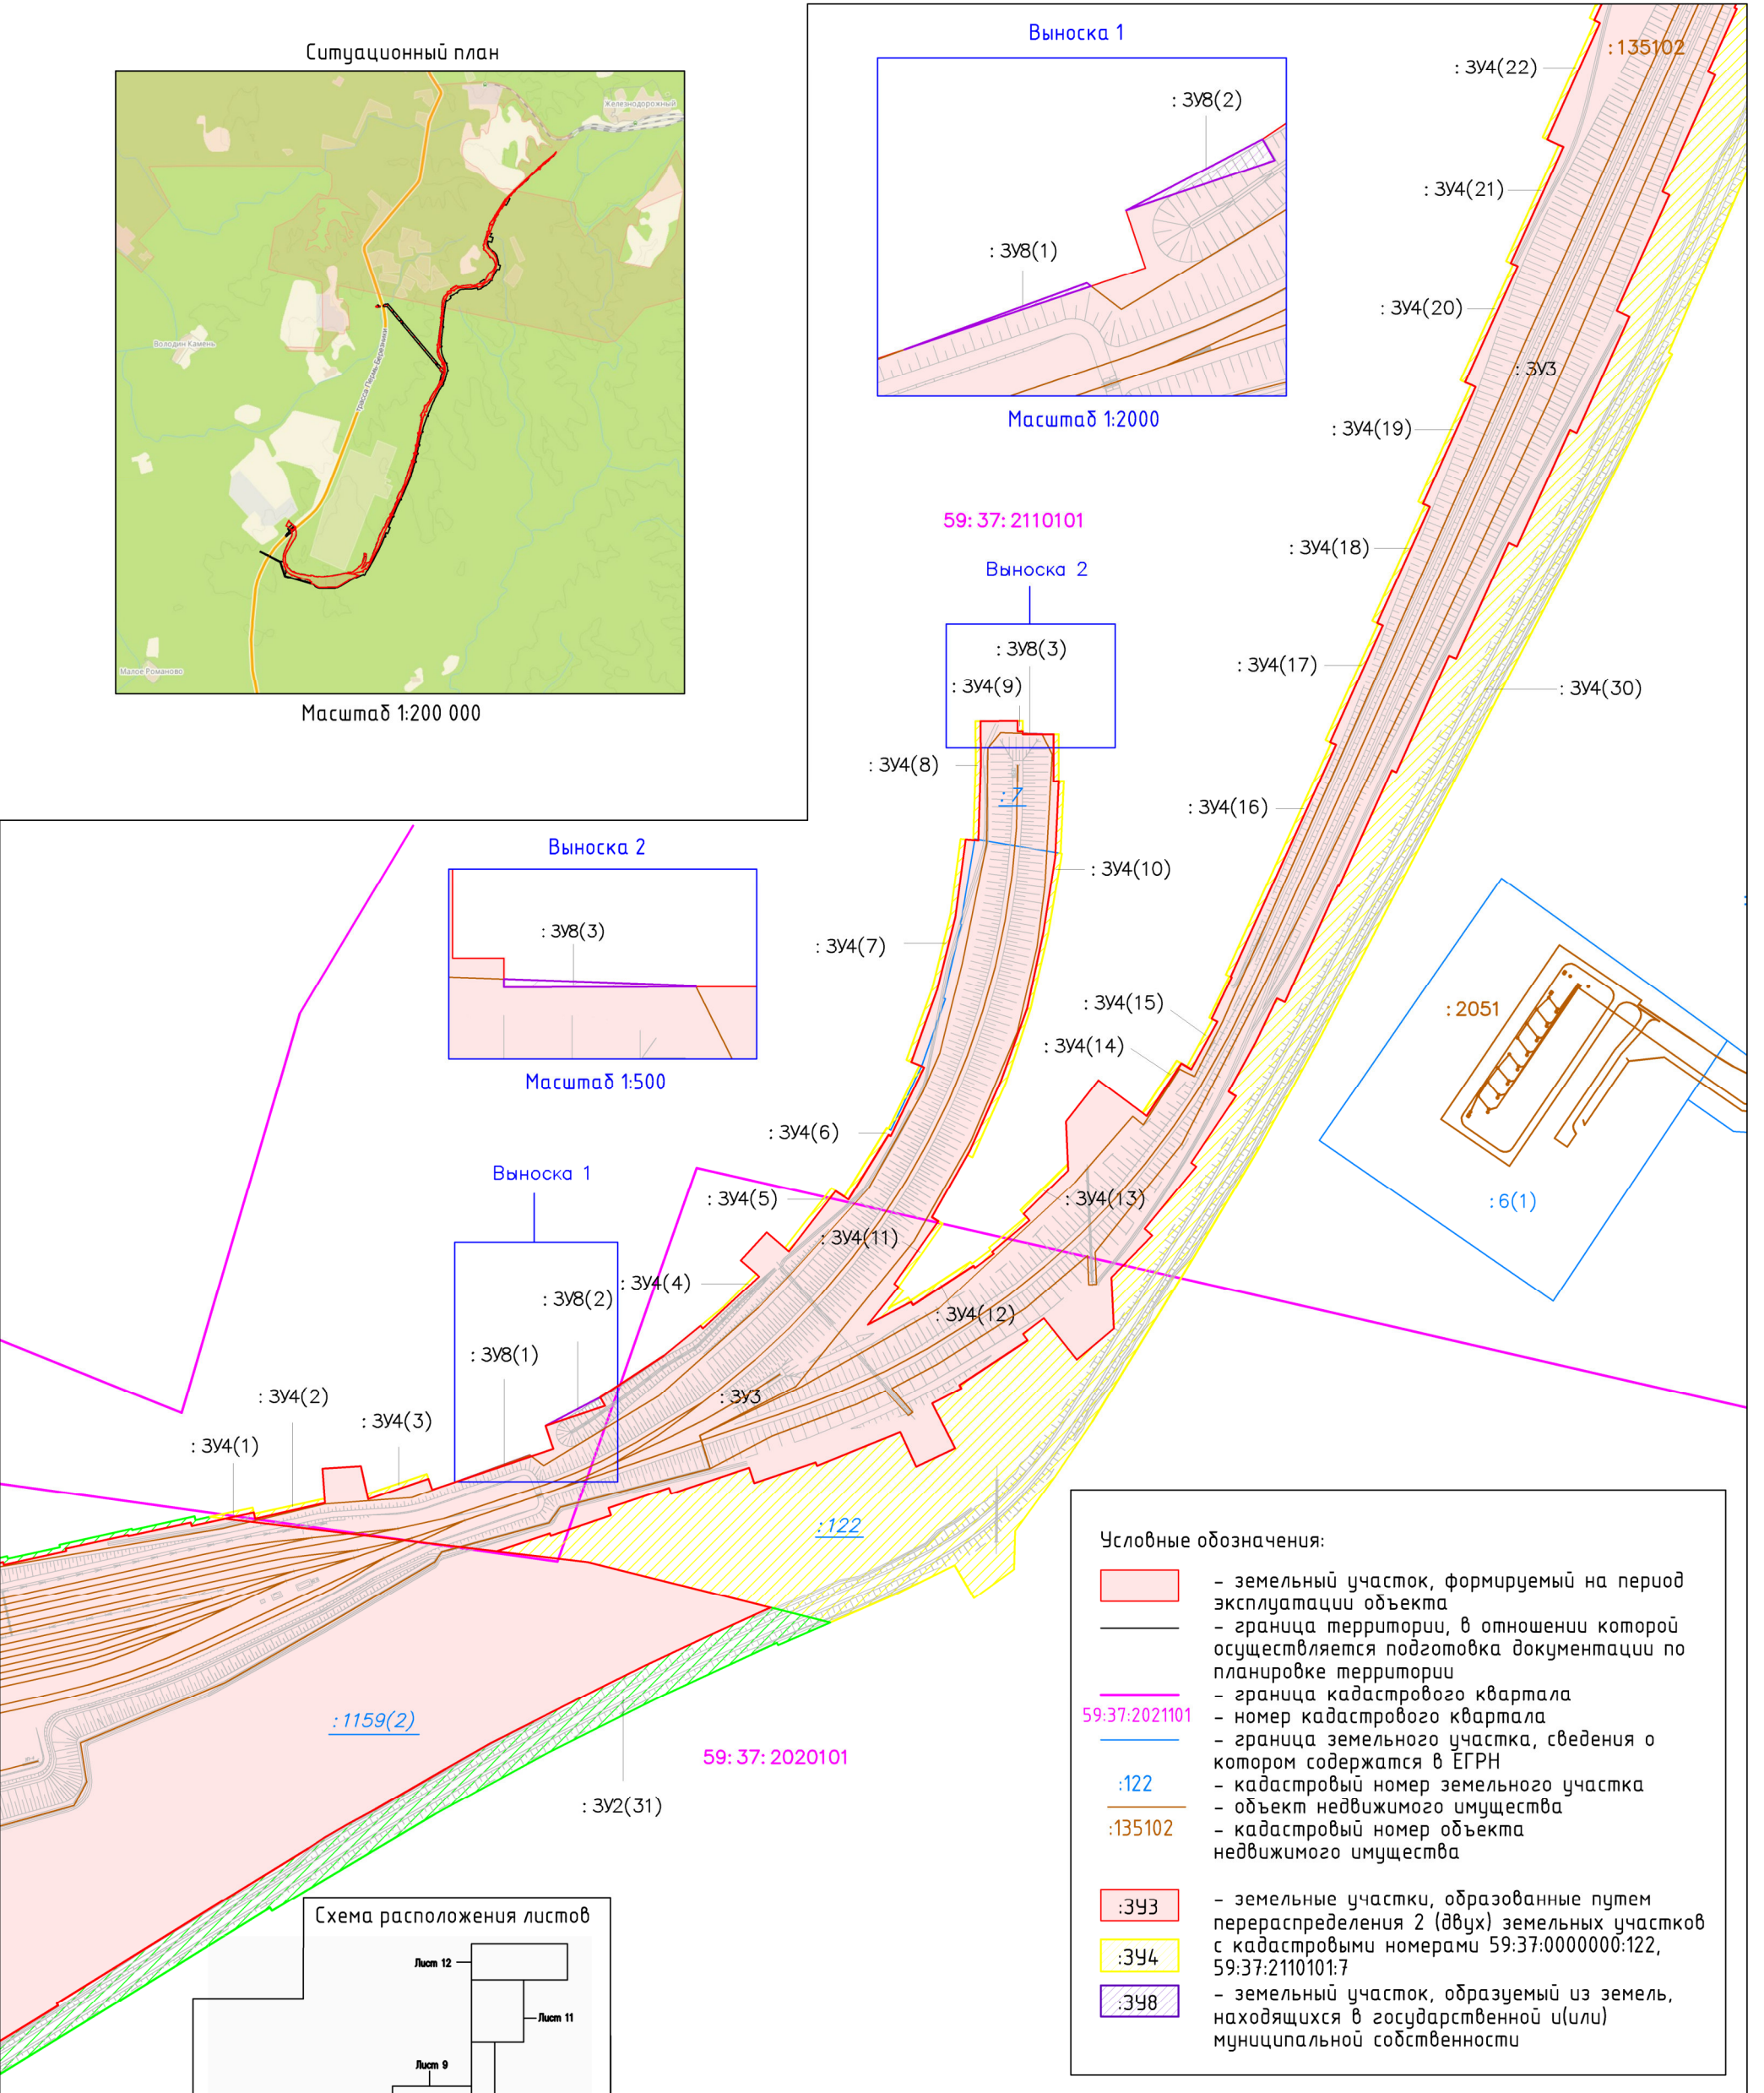 Ситуационный план
Железнодорожный
Володин Камень
трасса Пермь-Березники
Малое Романово
Масштаб 1:200 000
Выноска 1
: ЗУ8(2)
: ЗУ8(1)
Масштаб 1:2000
:135102
: ЗУ4(22)
: ЗУ4(21)
: ЗУ4(20)
: ЗУ3
: ЗУ4(19)
: ЗУ4(18)
: ЗУ4(17)
: ЗУ4(30)
: ЗУ4(16)
59:37:2110101
Выноска 2
: ЗУ8(3)
: ЗУ4(9)
: ЗУ4(8)
:7
: ЗУ4(10)
: ЗУ4(7)
: ЗУ4(15)
: ЗУ4(14)
: ЗУ4(6)
Выноска 2
: ЗУ8(3)
Масштаб 1:500
:2051
:6(1)
Выноска 1
: ЗУ4(5)
: ЗУ4(13)
: ЗУ4(11)
: ЗУ4(4)
: ЗУ8(2)
: ЗУ4(12)
: ЗУ8(1)
: ЗУ3
: ЗУ4(2)
: ЗУ4(3)
: ЗУ4(1)
:122
:1159(2)
59:37:2020101
: ЗУ2(31)
Схема расположения листов
Лист 12
Лист 11
Лист 9
Условные обозначения:
- земельный участок, формируемый на период
эксплуатации объекта
- граница территории, в отношении которой
осуществляется подготовка документации по
планировке территории
- граница кадастрового квартала
59:37:2021101 - номер кадастрового квартала
- граница земельного участка, сведения о
котором содержатся в ЕГРН
:122 - кадастровый номер земельного участка
- объект недвижимого имущества
:135102 - кадастровый номер объекта
недвижимого имущества
:ЗУ3 - земельные участки, образованные путем
перераспределения 2 (двух) земельных участков
:ЗУ4 с кадастровыми номерами 59:37:0000000:122,
59:37:2110101:7
:ЗУ8 - земельный участок, образуемый из земель,
находящихся в государственной и(или)
муниципальной собственности